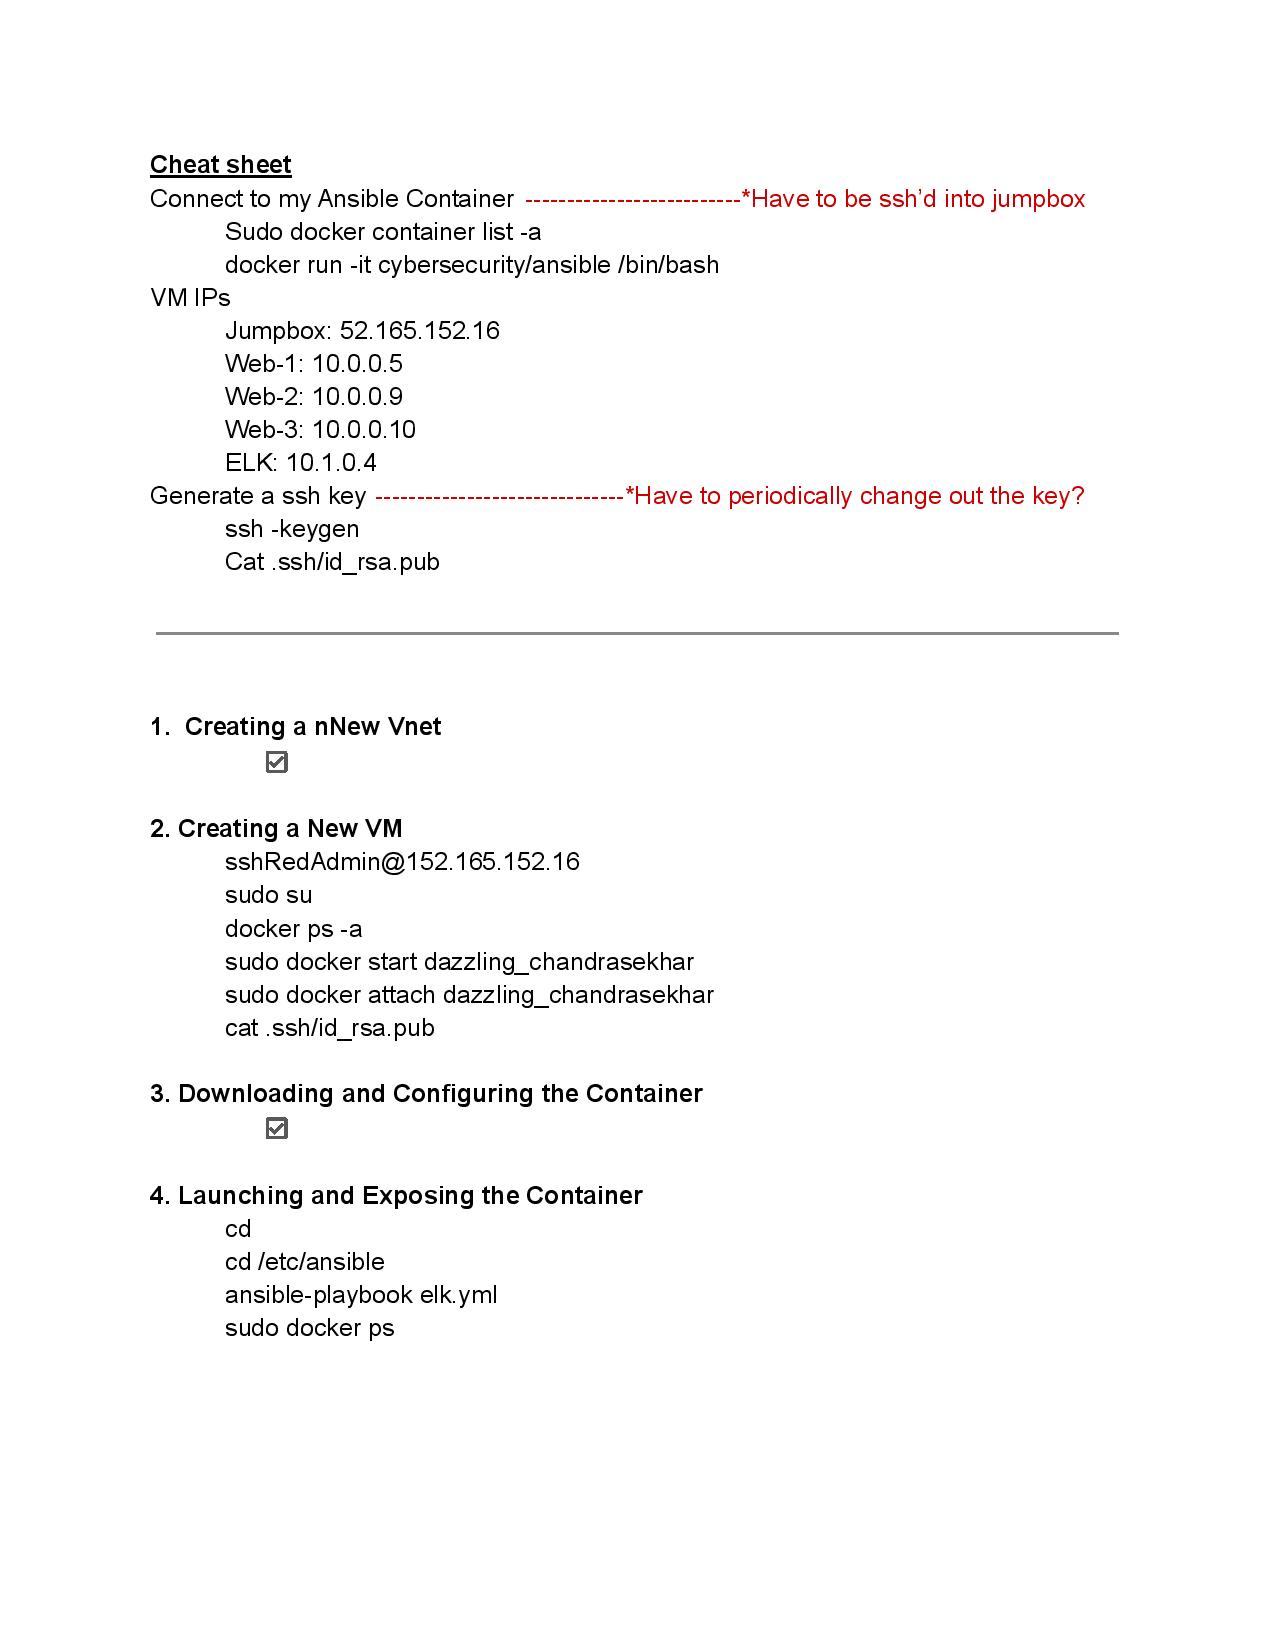 Cheat sheet
Connect to my Ansible Container --------------------------*Have to be ssh’d into jumpbox
Sudo docker container list -a
docker run -it cybersecurity/ansible /bin/bash
VM IPs
Jumpbox: 52.165.152.16
Web-1: 10.0.0.5
Web-2: 10.0.0.9
Web-3: 10.0.0.10
ELK: 10.1.0.4
Generate a ssh key ------------------------------*Have to periodically change out the key?
ssh -keygen
Cat .ssh/id_rsa.pub
1. Creating a nNew Vnet
☑
2. Creating a New VM
sshRedAdmin@152.165.152.16
sudo su
docker ps -a
sudo docker start dazzling_chandrasekhar
sudo docker attach dazzling_chandrasekhar
cat .ssh/id_rsa.pub
3. Downloading and Configuring the Container
☑
4. Launching and Exposing the Container
cd
cd /etc/ansible
ansible-playbook elk.yml
sudo docker ps